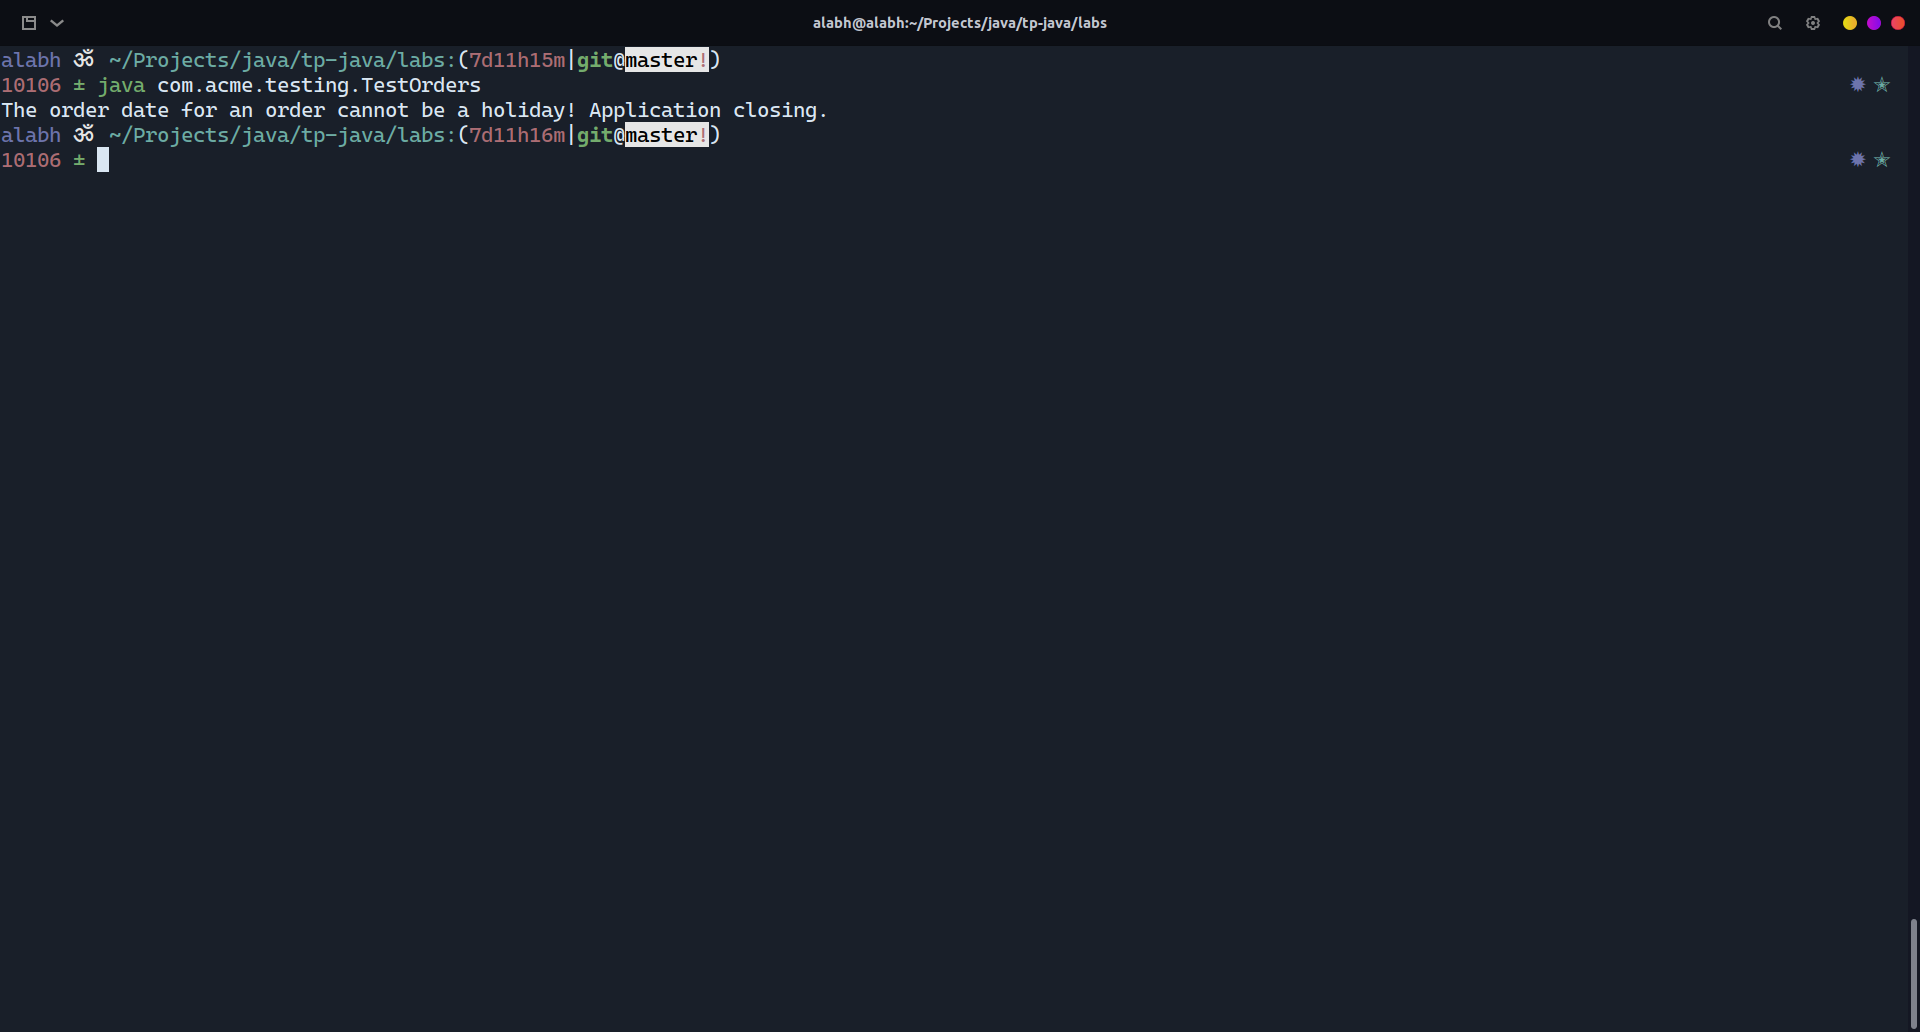 alabh@alabh:~/Projects/java/tp-java/labs
alabh ॐ ~/Projects/java/tp-java/labs:(7d11h15m|git@master!)
10106 ± java com.acme.testing.TestOrders
The order date for an order cannot be a holiday! Application closing.
alabh ॐ ~/Projects/java/tp-java/labs:(7d11h16m|git@master!)
10106 ±